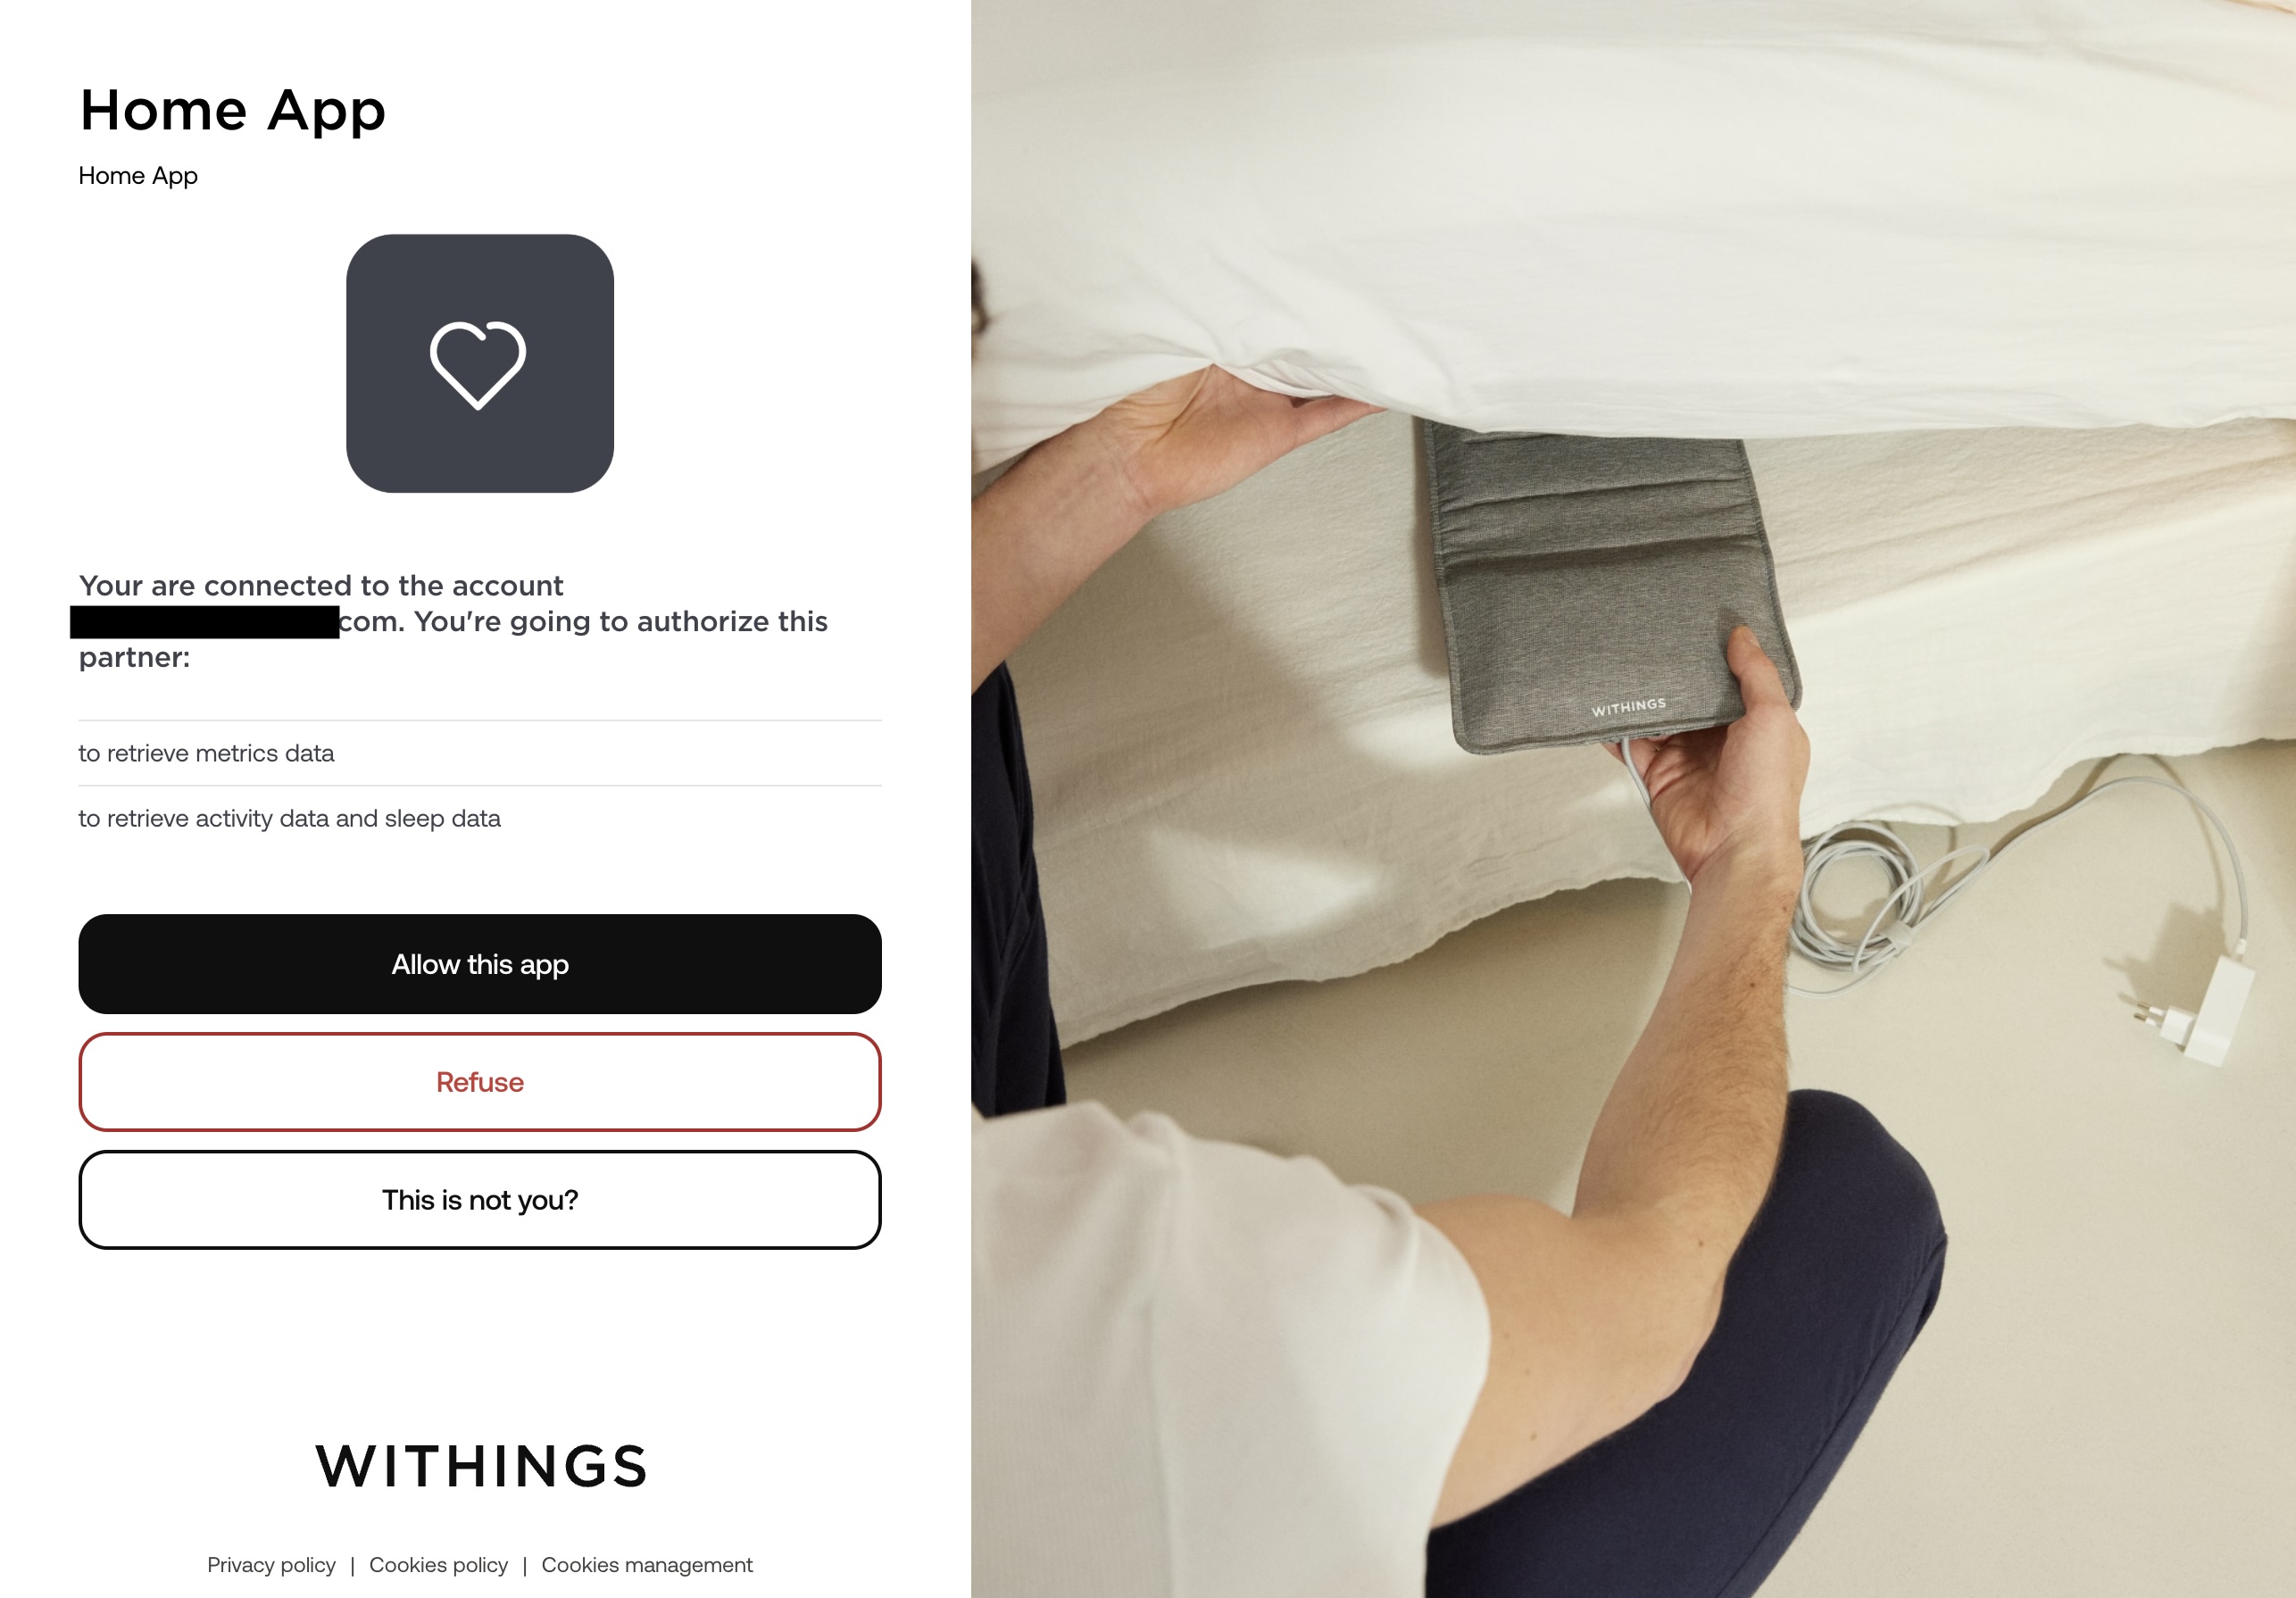 Home App
Home App
Your are connected to the account
com. You're going to authorize this
partner:
to retrieve metrics data
to retrieve activity data and sleep data
Allow this app
Refuse
This is not you?
WITHINGS
Privacy policy | Cookies policy | Cookies management
WITHINGS